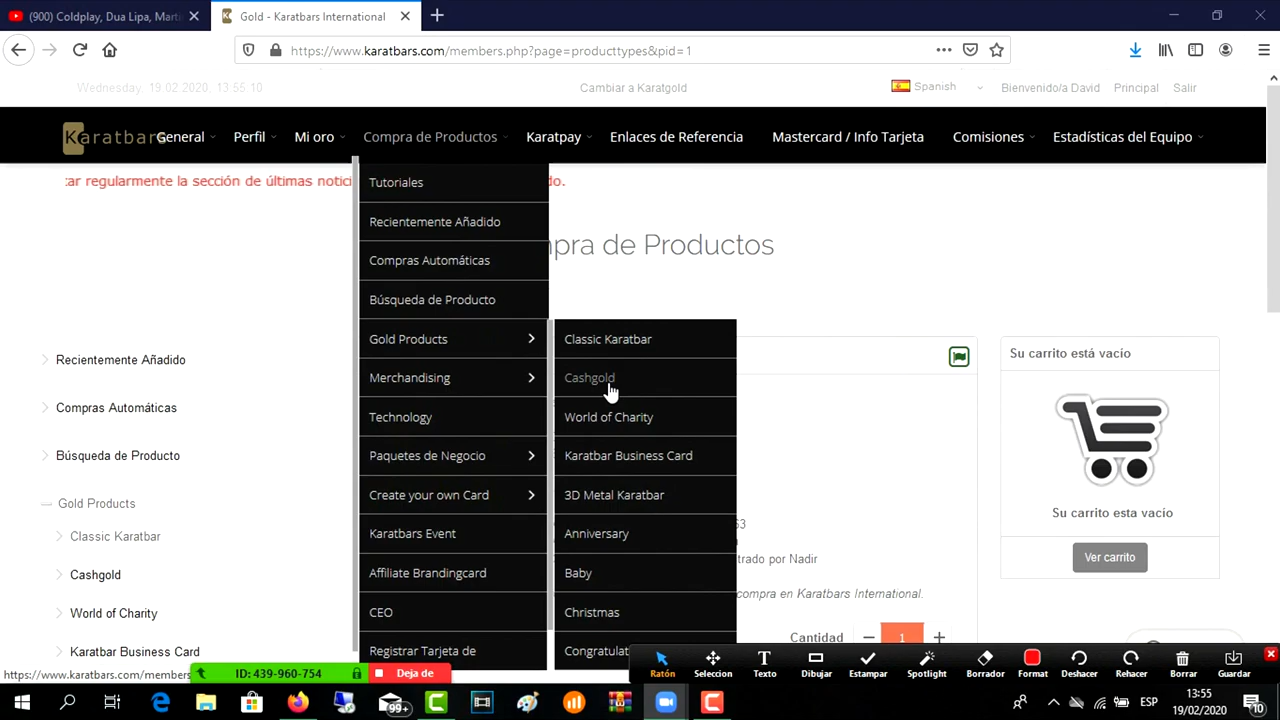 (900) Coldplay, Dua Lipa, Mart
Gold - Karatbars International
https://www.karatbars.com/members.php?page=producttypes&pid=1
Wednesday, 19.02.2020, 13:55:10
Cambiar a Karatgold
Spanish
Bienvenido/a David
Principal
Salir
Karatbars
General
Perfil
Mi oro
Compra de Productos
Karatpay
Enlaces de Referencia
Mastercard / Info Tarjeta
Comisiones
Estadísticas del Equipo
tar regularmente la sección de últimas notici
do.
Tutoriales
Recientemente Añadido
Compras Automáticas
Búsqueda de Producto
Gold Products
Merchandising
Technology
Paquetes de Negocio
Create your own Card
Karatbars Event
Affiliate Brandingcard
CEO
Registrar Tarjeta de
Classic Karatbar
Cashgold
World of Charity
Karatbar Business Card
3D Metal Karatbar
Anniversary
Baby
Christmas
Congratulat
mpra de Productos
Recientemente Añadido
Compras Automáticas
Búsqueda de Producto
Gold Products
Classic Karatbar
Cashgold
World of Charity
Karatbar Business Card
Su carrito está vacío
Su carrito esta vacío
Ver carrito
63
a
trado por Nadir
compra en Karatbars International.
Cantidad
1
https://www.karatbars.com/members
ID: 439-960-754
Deja de
Ratón
Seleccion
Texto
Dibujar
Estampar
Spotlight
Borrador
Format
Deshacer
Rehacer
Borrar
Guardar
99+
ESP
13:55
19/02/2020
10